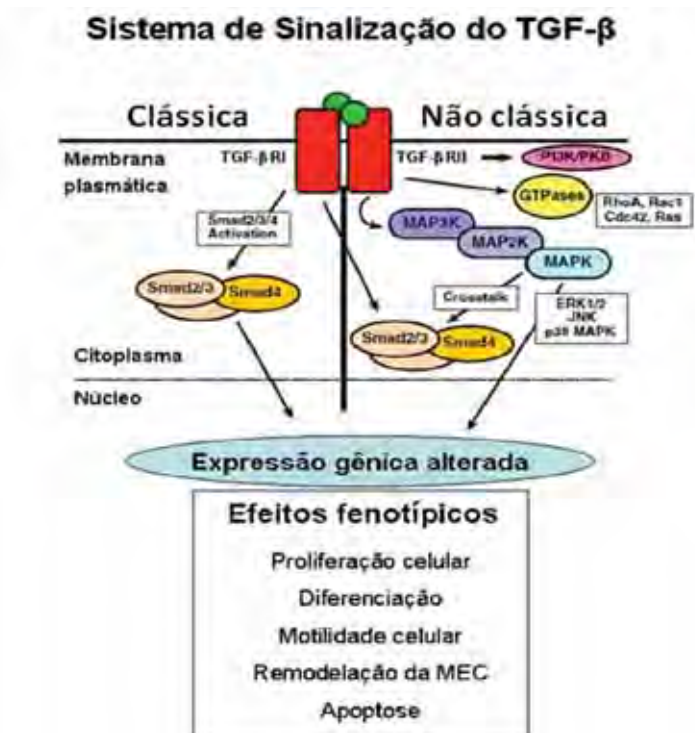 Sistema de Sinalização do TGF-β
Clássica
Não clássica
Membrana
plasmática
TGF-βRI
TGF-βRII
PI3K/PKB
GTPases
RhoA, Rac1
Cdc42, Ras
Smad2/3/4
Activation
MAP3K
MAP2K
MAPK
Smad2/3
Smad4
Crosstalk
ERK1/2
JNK
p38 MAPK
Smad2/3
Smad4
Citoplasma
Núcleo
Expressão gênica alterada
Efeitos fenotípicos
Proliferação celular
Diferenciação
Motilidade celular
Remodelação da MEC
Apoptose